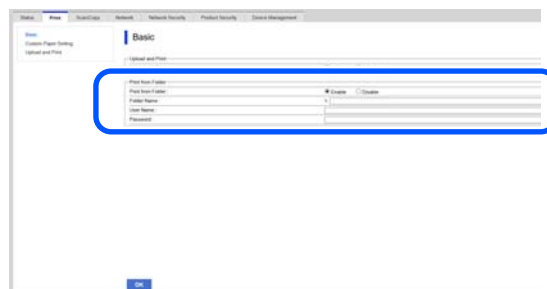 Status Print Scan/Copy Network Network Security Product Security Device Management
Basic
Custom Paper Setting
Upload and Print
Basic
Upload and Print
Print from Folder
Print from Folder Enable Disable
Folder Name
User Name
Password
OK